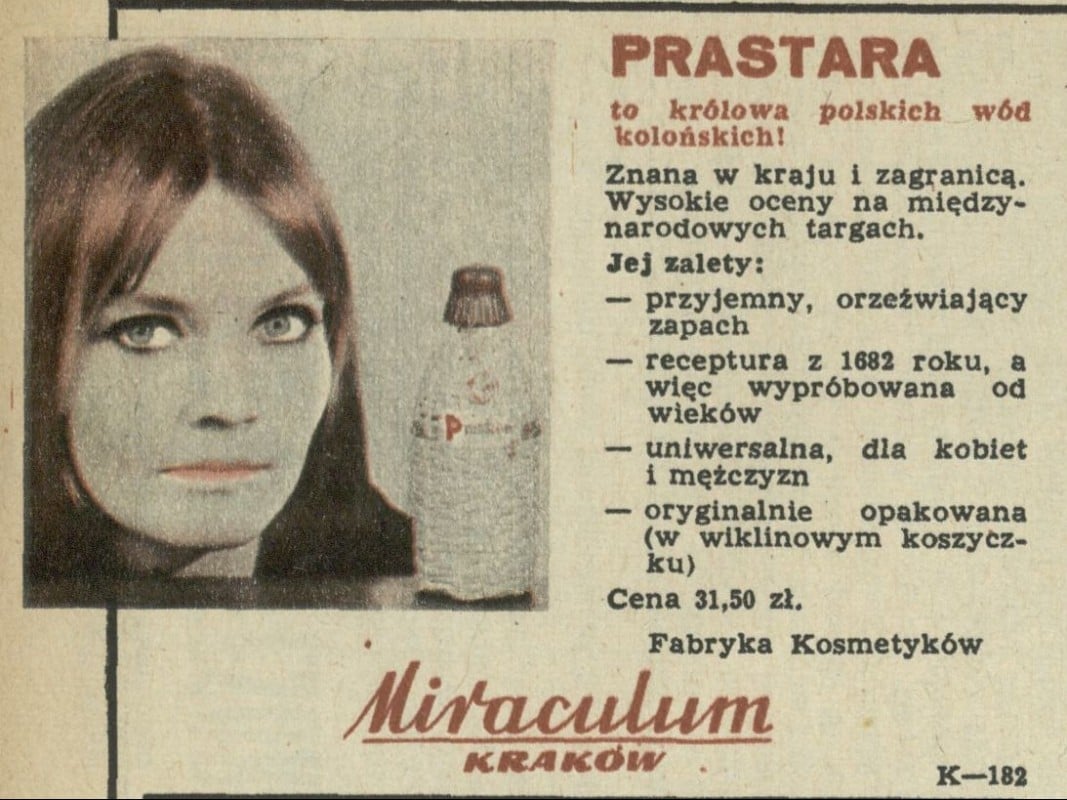 PRASTARA
to królowa polskich wód
kolońskich!
Znana w kraju i zagranicą.
Wysokie oceny na między-
narodowych targach.
Jej zalety:
— przyjemny, orzeźwiający
zapach
— receptura z 1682 roku, a
więc wypróbowana od
wieków
— uniwersalna, dla kobiet
i mężczyzn
— oryginalnie opakowana
(w wiklinowym koszycz-
ku)
Cena 31,50 zł.
Fabryka Kosmetyków
Miraculum
KRAKÓW
K—182